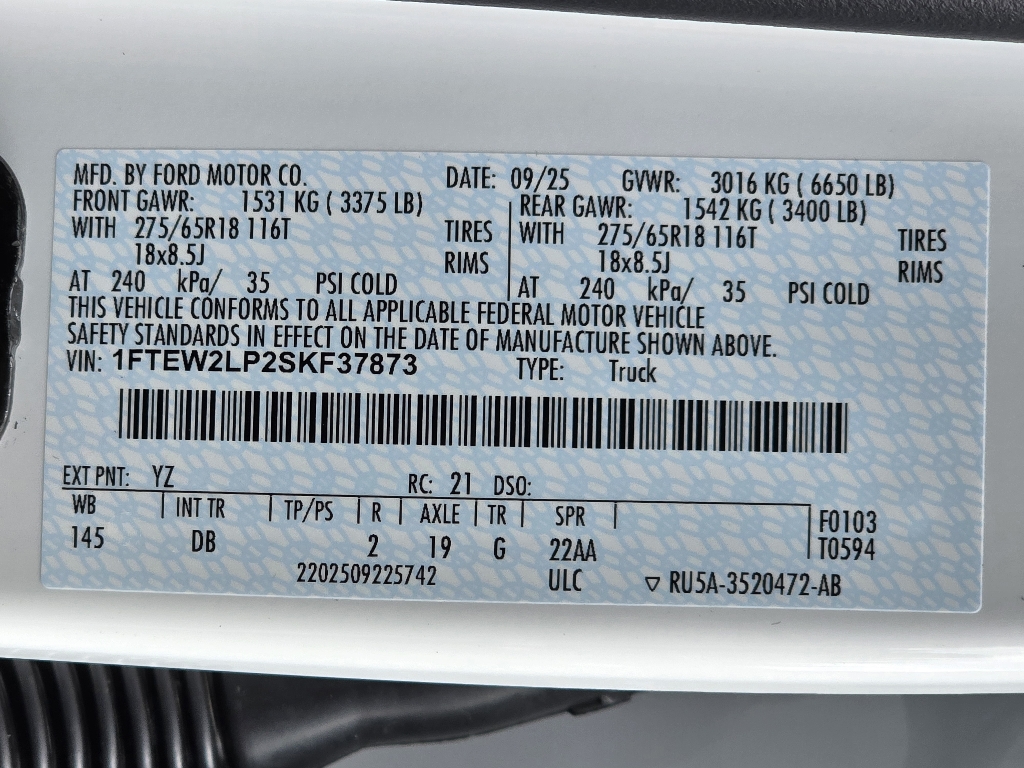 MFD. BY FORD MOTOR CO. DATE: 09/25 GVWR: 3016 KG ( 6650 LB)
FRONT GAWR: 1531 KG ( 3375 LB) REAR GAWR: 1542 KG ( 3400 LB)
WITH 275/65R18 116T TIRES WITH 275/65R18 116T TIRES
18x8.5J RIMS 18x8.5J RIMS
AT 240 kPa/ 35 PSI COLD AT 240 kPa/ 35 PSI COLD
THIS VEHICLE CONFORMS TO ALL APPLICABLE FEDERAL MOTOR VEHICLE
SAFETY STANDARDS IN EFFECT ON THE DATE OF MANUFACTURE SHOWN ABOVE.
VIN: 1FTEW2LP2SKF37873 TYPE: Truck
EXT PNT: YZ RC: 21 DSO:
WB INT TR TP/PS R AXLE TR SPR F0103
145 DB 2 19 G 22AA T0594
2202509225742 ULC ▽ RU5A-3520472-AB